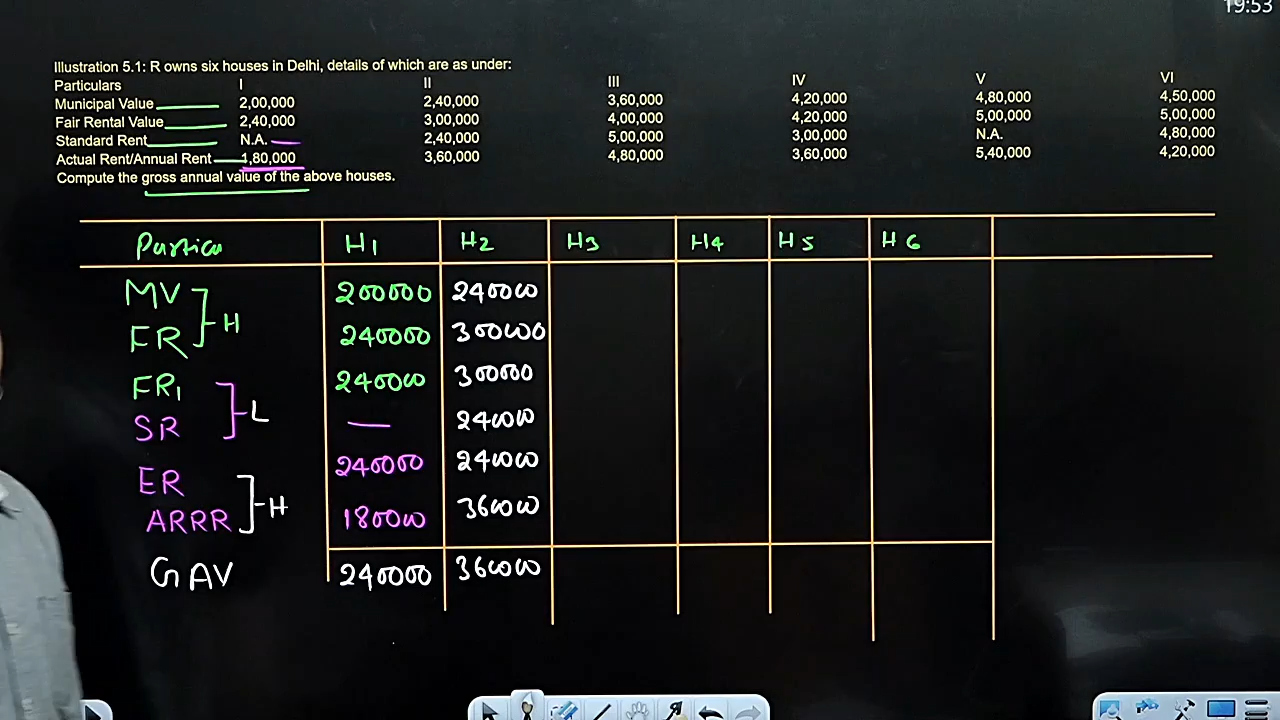 19:53
Illustration 5.1: R owns six houses in Delhi, details of which are as under:
Particulars I II III IV V VI
Municipal Value 2,00,000 2,40,000 3,60,000 4,20,000 4,80,000 4,50,000
Fair Rental Value 2,40,000 3,00,000 4,00,000 4,20,000 5,00,000 5,00,000
Standard Rent N.A. 2,40,000 5,00,000 3,00,000 N.A. 4,80,000
Actual Rent/Annual Rent 1,80,000 3,60,000 4,80,000 3,60,000 5,40,000 4,20,000
Compute the gross annual value of the above houses.
Particu H1 H2 H3 H4 H5 H6
MV 200000 240000
H
FR 240000 300000
FR1 240000 300000
L
SR — 240000
ER 240000 240000
H
ARRR 180000 360000
GAV 240000 360000